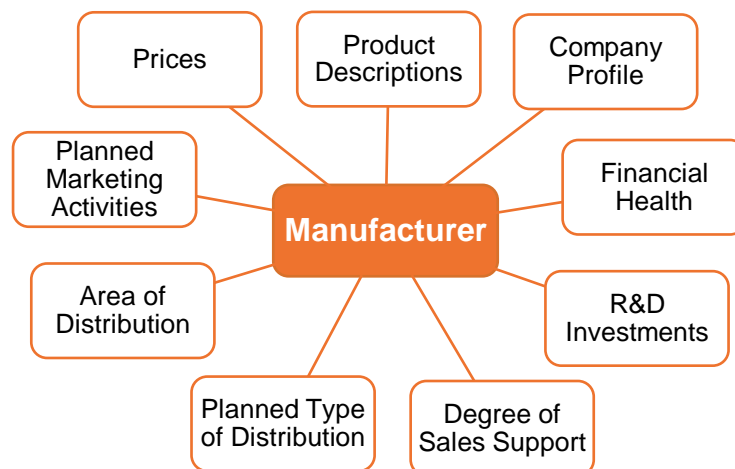 Prices
Product
Descriptions
Company
Profile
Planned
Marketing
Activities
Financial
Health
Manufacturer
Area of
Distribution
R&D
Investments
Planned Type
of Distribution
Degree of
Sales Support